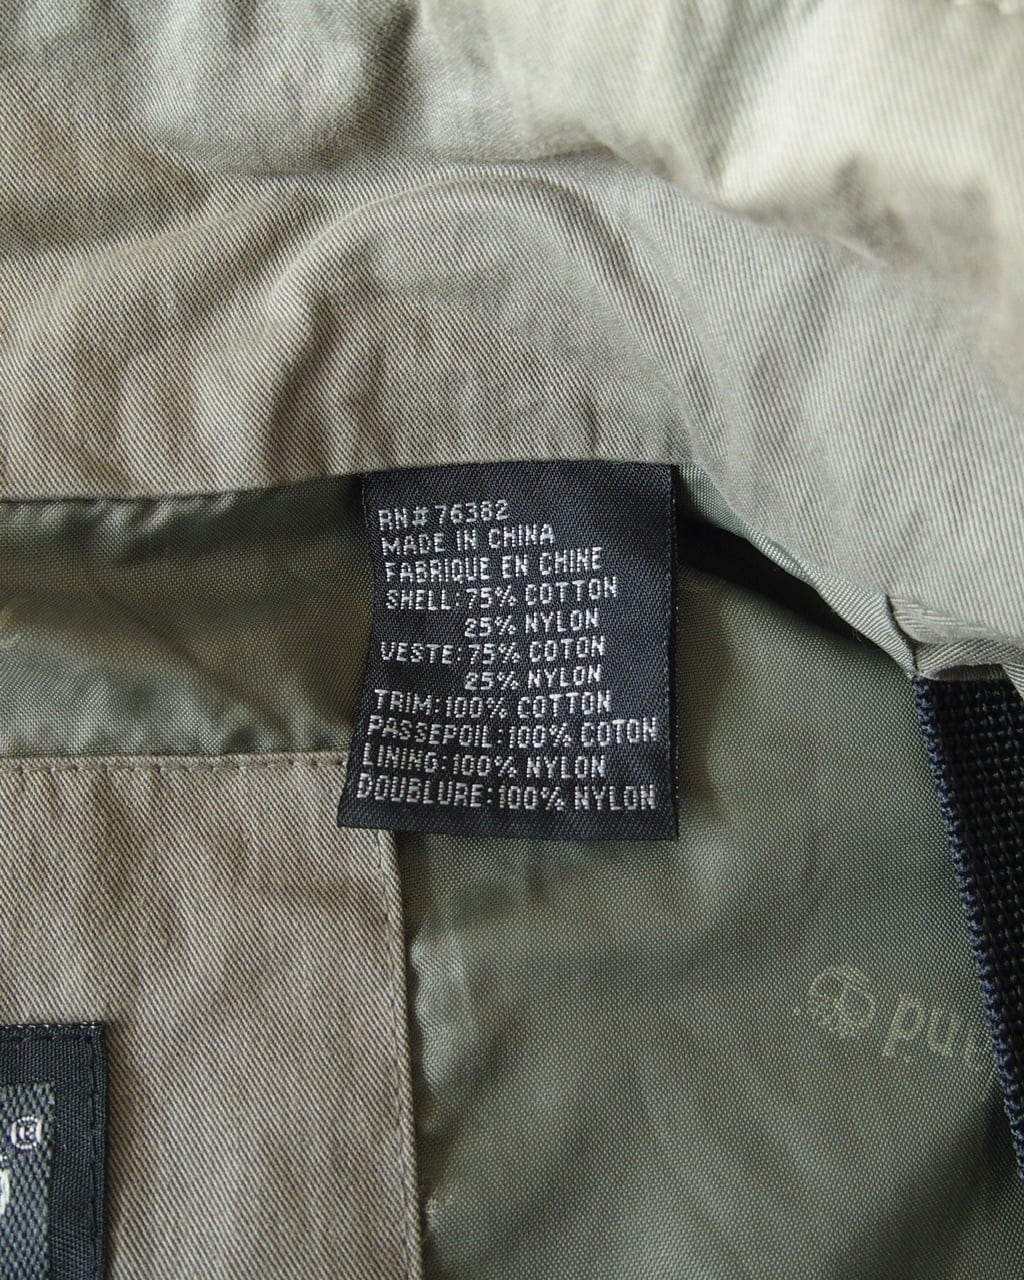 RN#76382
MADE IN CHINA
FABRIQUE EN CHINE
SHELL:75% COTTON
25% NYLON
VESTE:75% COTON
25% NYLON
TRIM:100% COTTON
PASSEPOIL:100% COTON
LINING:100% NYLON
DOUBLURE:100% NYLON
®